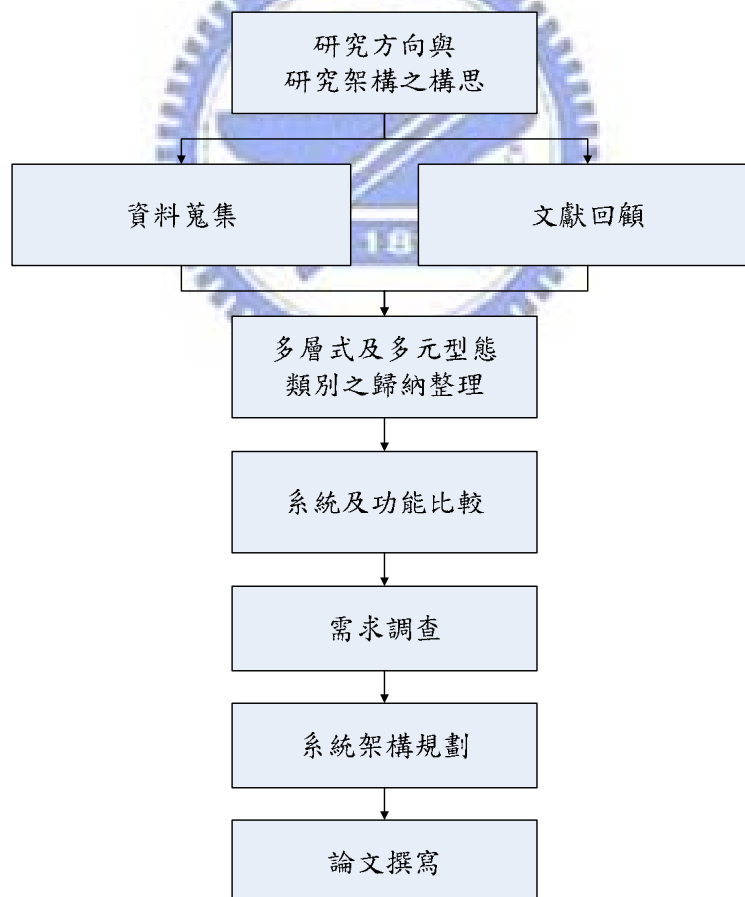 研究方向與
研究架構之構思
資料蒐集
文獻回顧
18
多層式及多元型態
類別之歸納整理
系統及功能比較
需求調查
系統架構規劃
論文撰寫